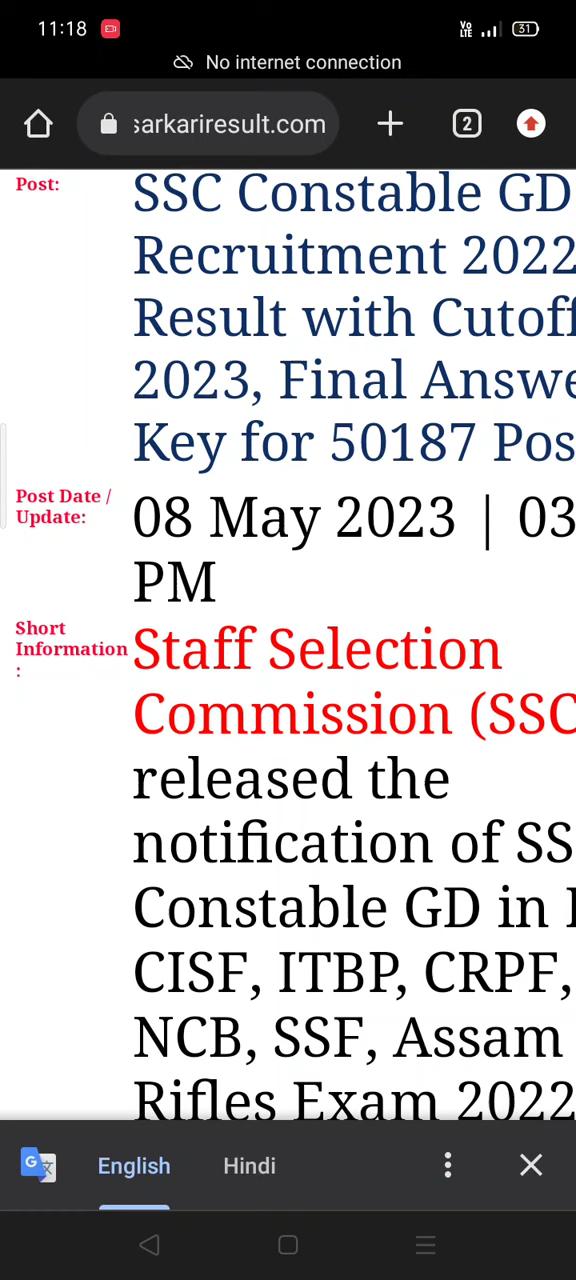 11:18
Vo
LTE
31
No internet connection
sarkariresult.com
2
Post:
SSC Constable GD
Recruitment 2022
Result with Cutoff
2023, Final Answe
Key for 50187 Pos
Post Date /
Update:
08 May 2023 | 03
PM
Short
Information
:
Staff Selection
Commission (SSC
released the
notification of SS
Constable GD in
CISF, ITBP, CRPF,
NCB, SSF, Assam
Rifles Exam 2022
G
English
Hindi